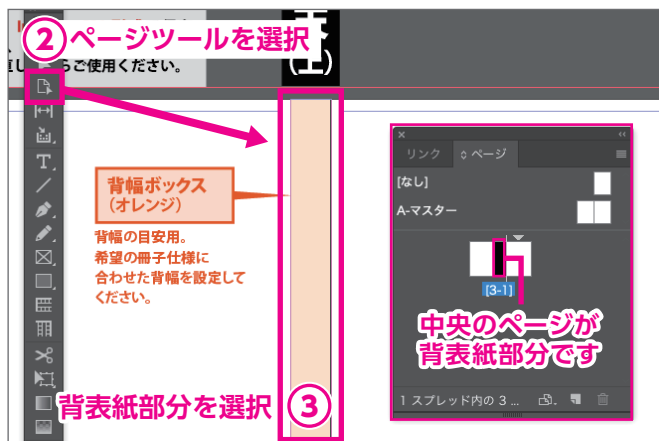 ②ページツールを選択
らご使用ください。
天
(上)
背幅ボックス
(オレンジ)
背幅の目安用。
希望の冊子仕様に
合わせた背幅を設定して
ください。
背表紙部分を選択 ③
リンク
ページ
[なし]
A-マスター
[3-1]
中央のページが
背表紙部分です
1 スプレッド内の 3 ...